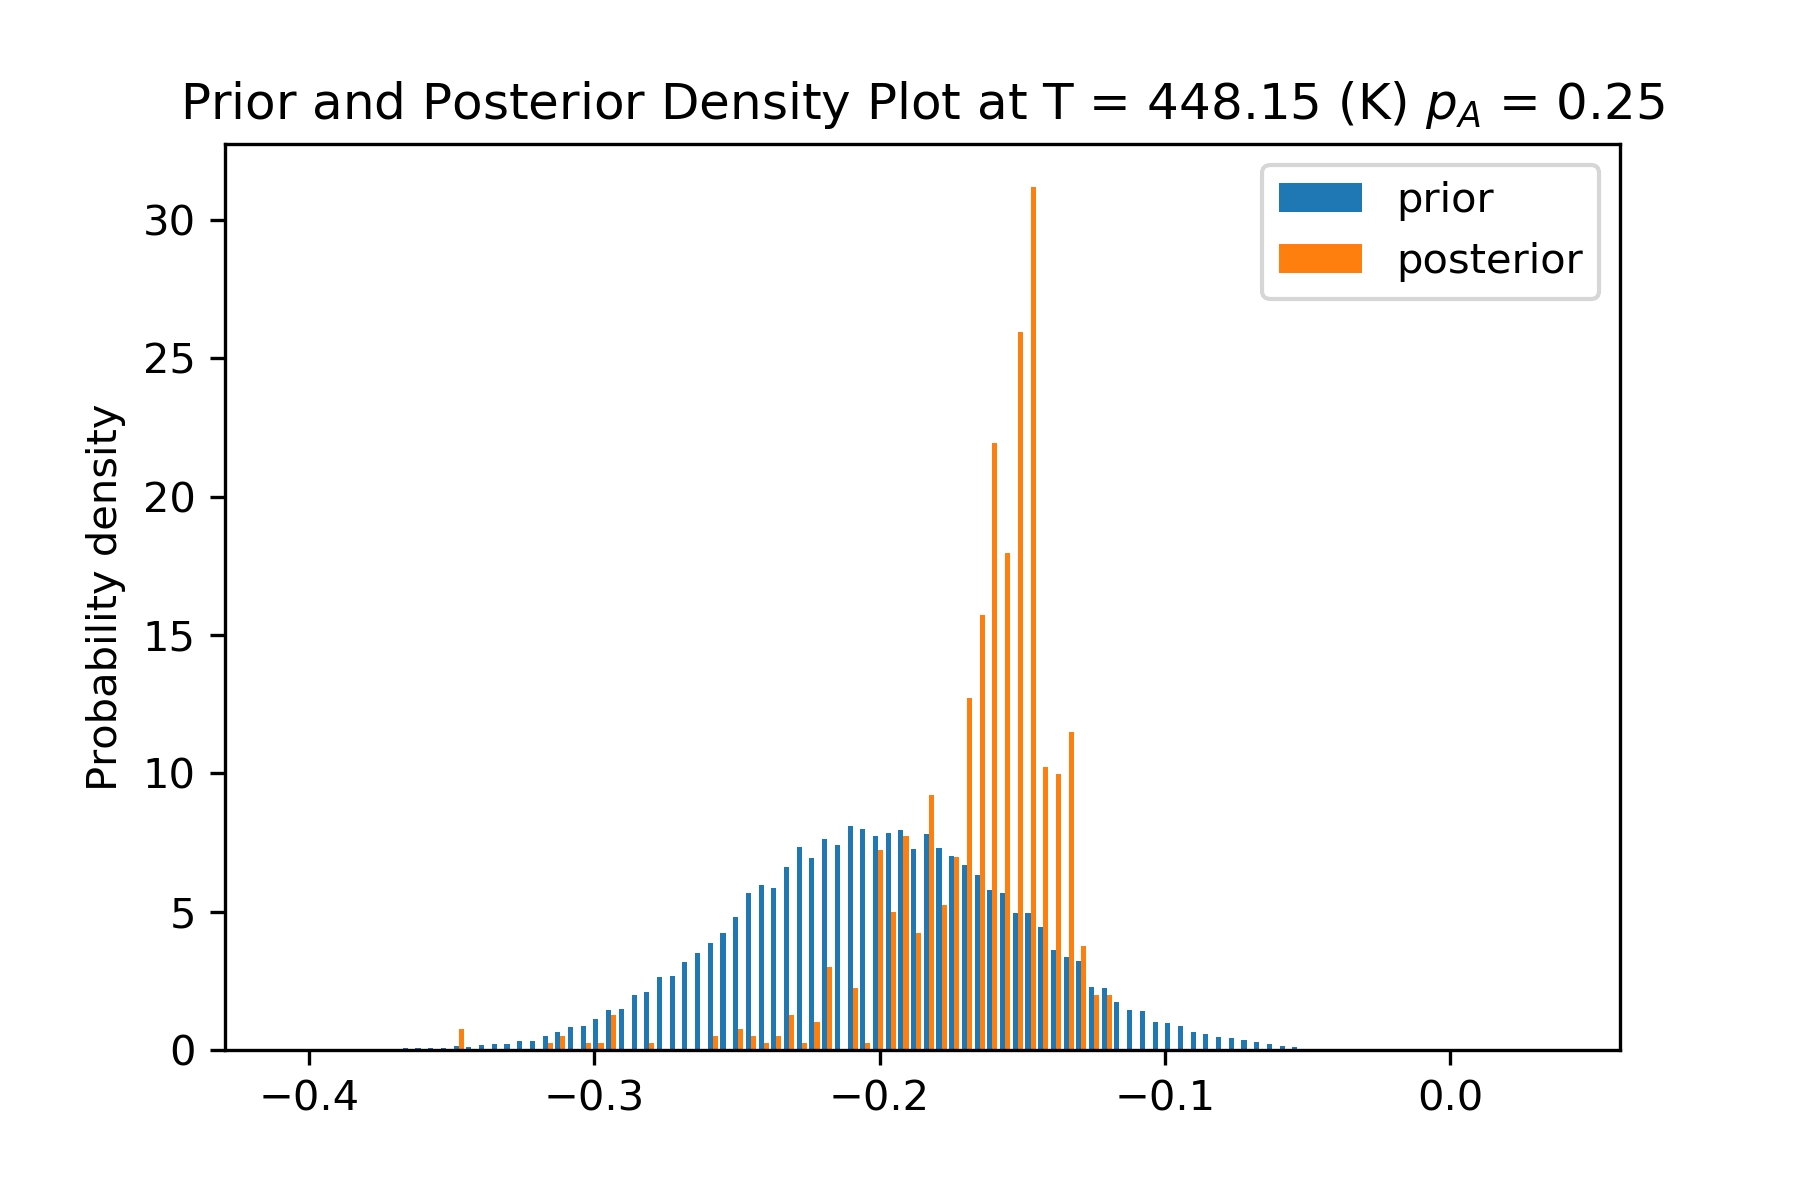 Prior and Posterior Density Plot at T = 448.15 (K) p_A = 0.25
prior
posterior
Probability density
30
25
20
15
10
5
0
−0.4 −0.3 −0.2 −0.1 0.0